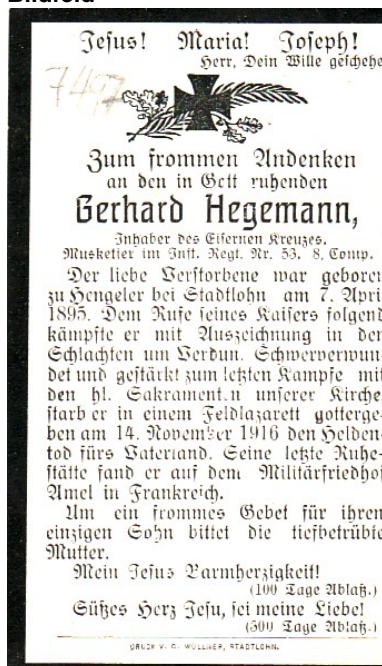 Bildfeld
Jesus! Maria! Joseph!
Herr, Dein Wille geschehe
7497
Zum frommen Andenken
an den in Gott ruhenden
Gerhard Hegemann,
Inhaber des Eisernen Kreuzes.
Musketier im Inft. Regt. Nr. 53. 8. Comp.
Der liebe Verstorbene war geboren
zu Hengeler bei Stadtlohn am 7. April
1895. Dem Rufe seines Kaisers folgend
kämpfte er mit Auszeichnung in den
Schlachten um Verdun. Schwerverwun-
det und gestärkt zum letzten Kampfe mit
den hl. Sakramenten unserer Kirche
starb er in einem Feldlazarett gotterge-
ben am 14. November 1916 den Helden-
tod fürs Vaterland. Seine letzte Ruhe-
stätte fand er auf dem Militärfriedhof
Amel in Frankreich.
Um ein frommes Gebet für ihren
einzigen Sohn bittet die tiefbetrübte
Mutter.
Mein Jesus Barmherzigkeit!
(100 Tage Ablaß.)
Süßes Herz Jesu, sei meine Liebe!
(300 Tage Ablaß.)
DRUCK V. G. WÜLLNER, STADTLOHN.